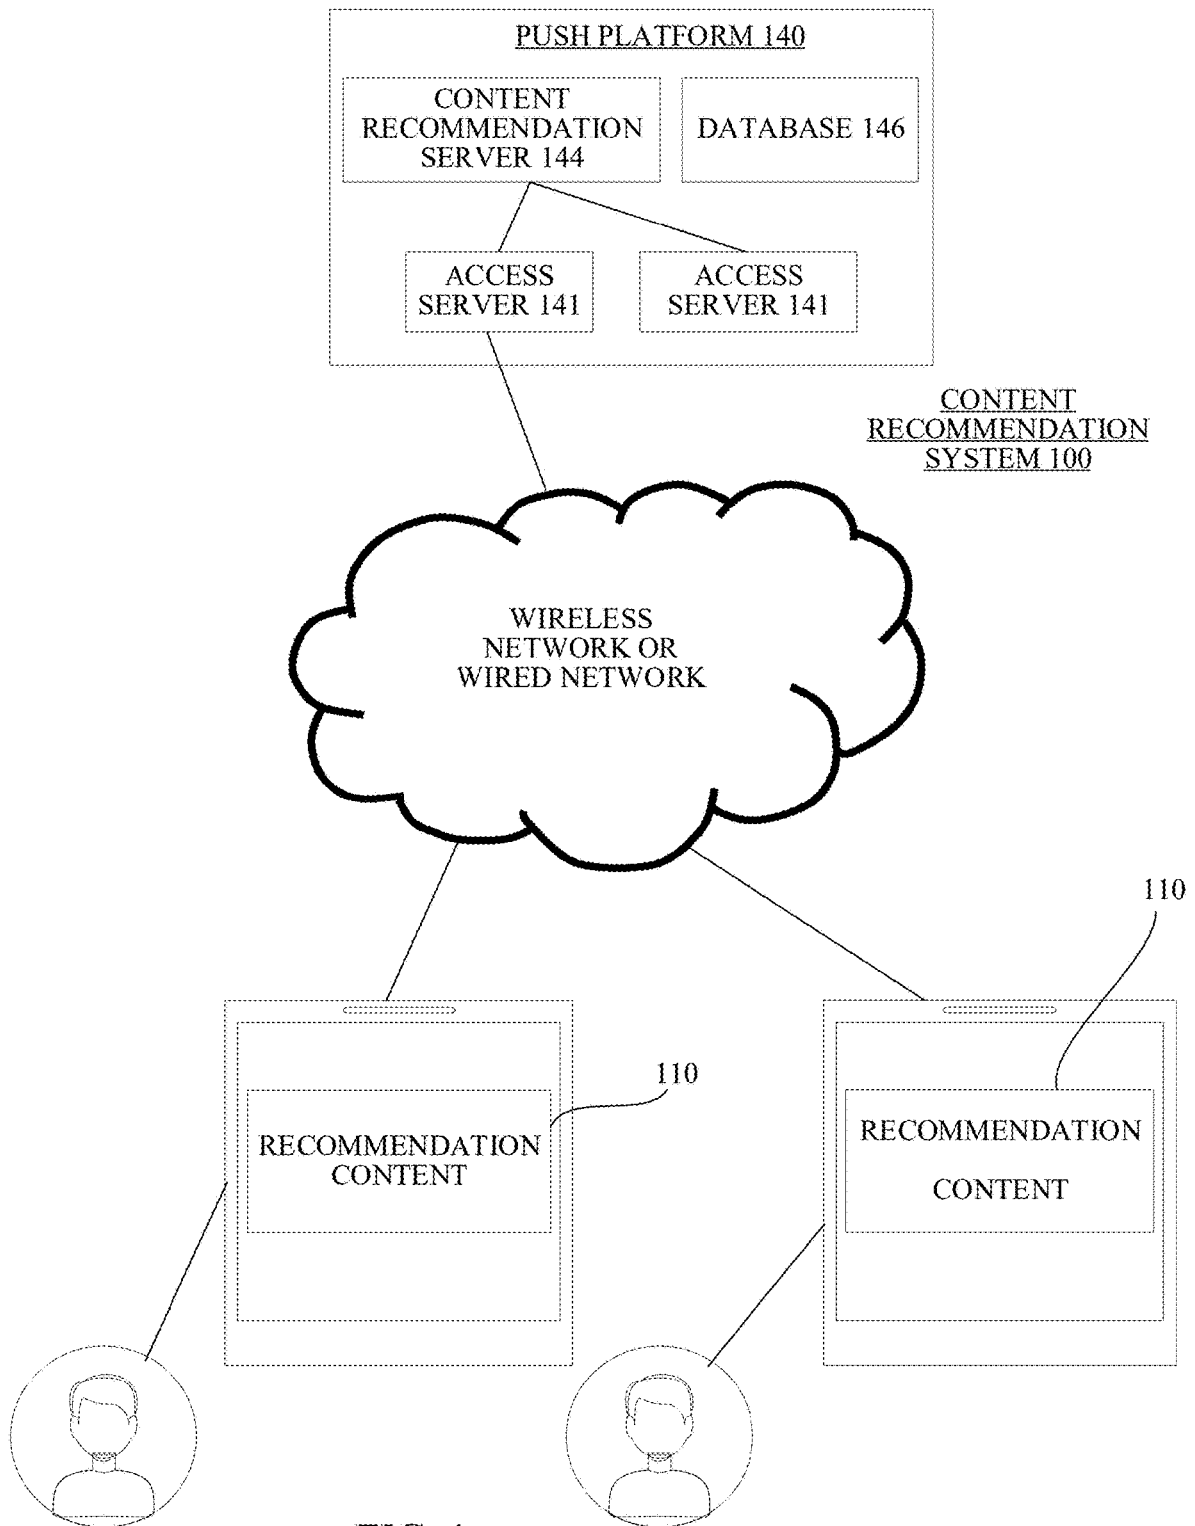 PUSH PLATFORM 140
CONTENT
RECOMMENDATION
SERVER 144
DATABASE 146
ACCESS
SERVER 141
ACCESS
SERVER 141
CONTENT
RECOMMENDATION
SYSTEM 100
WIRELESS
NETWORK OR
WIRED NETWORK
110
110
RECOMMENDATION
CONTENT
RECOMMENDATION
CONTENT